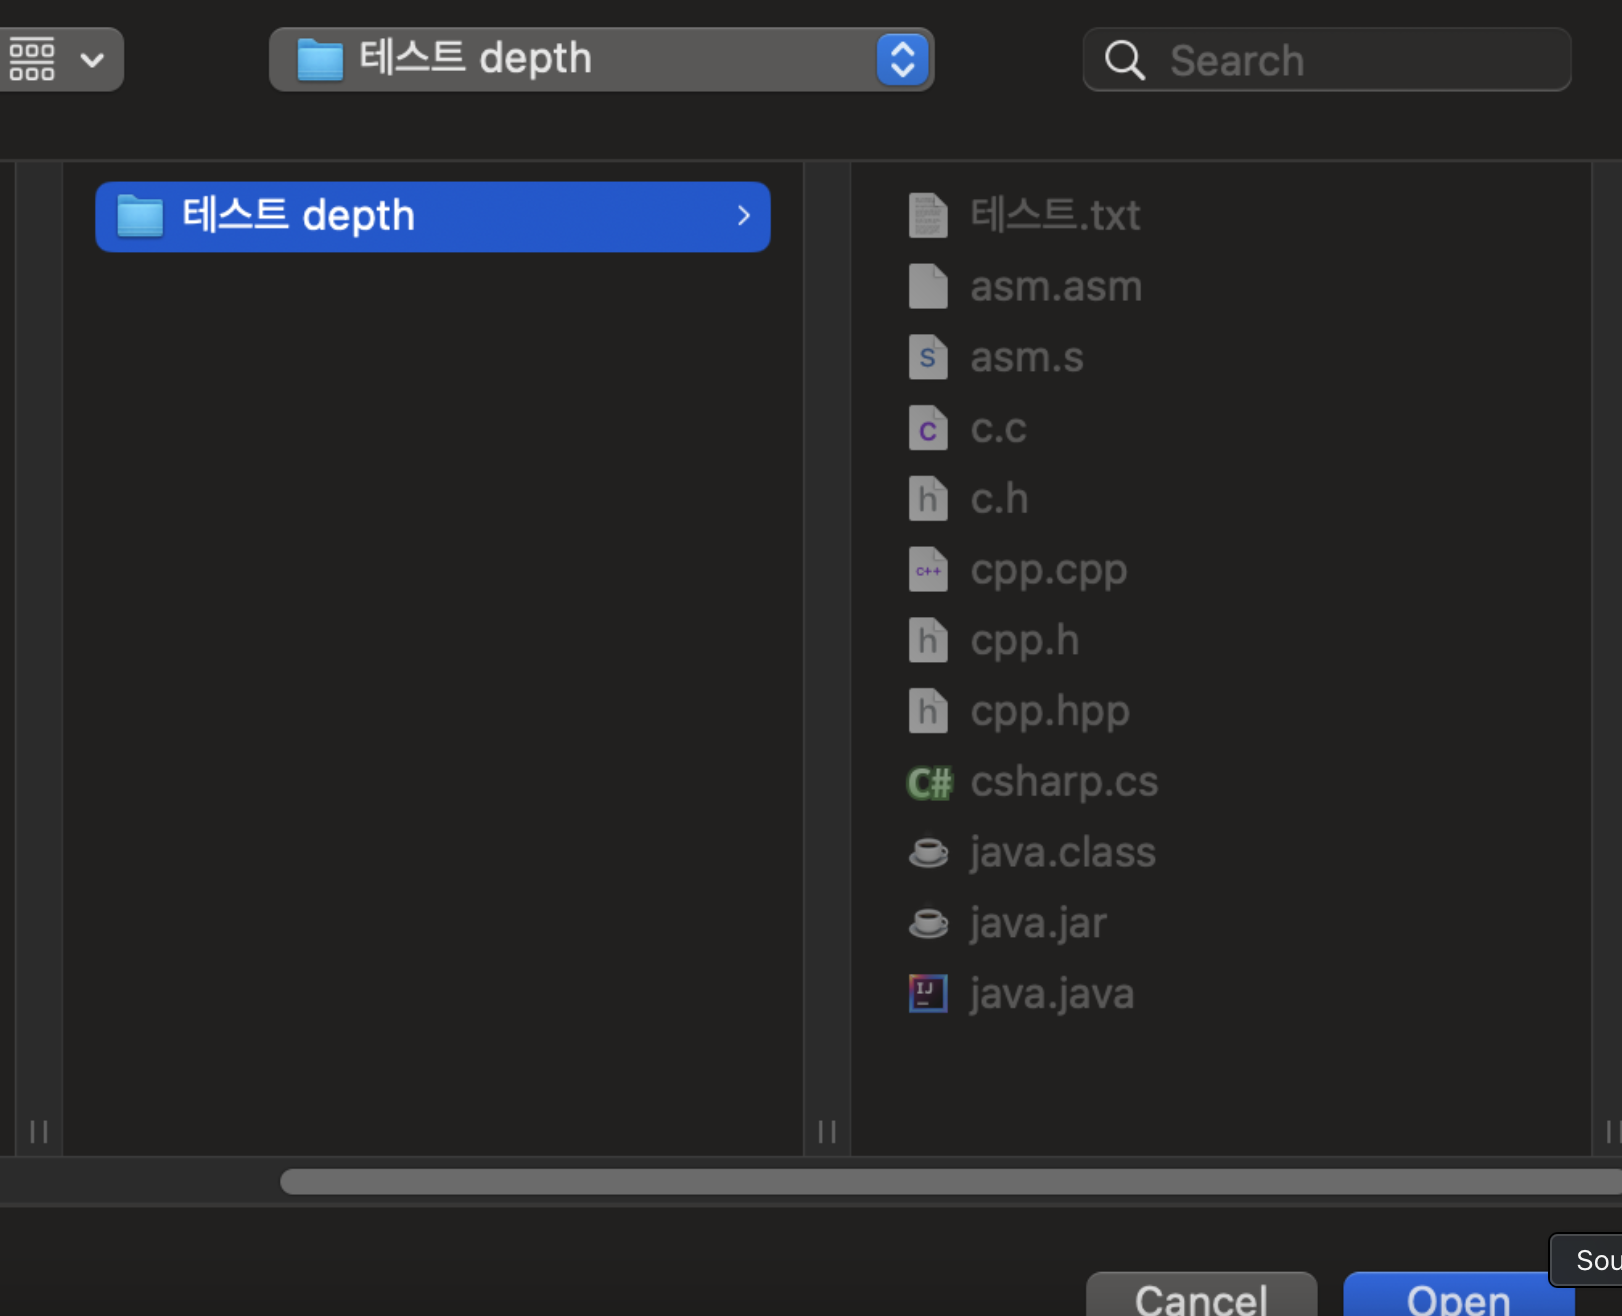 테스트 depth
Search
테스트 depth
테스트.txt
asm.asm
S asm.s
C c.c
h c.h
C++ cpp.cpp
h cpp.h
h cpp.hpp
C# csharp.cs
java.class
java.jar
IJ java.java
Sou
Cancel
Open